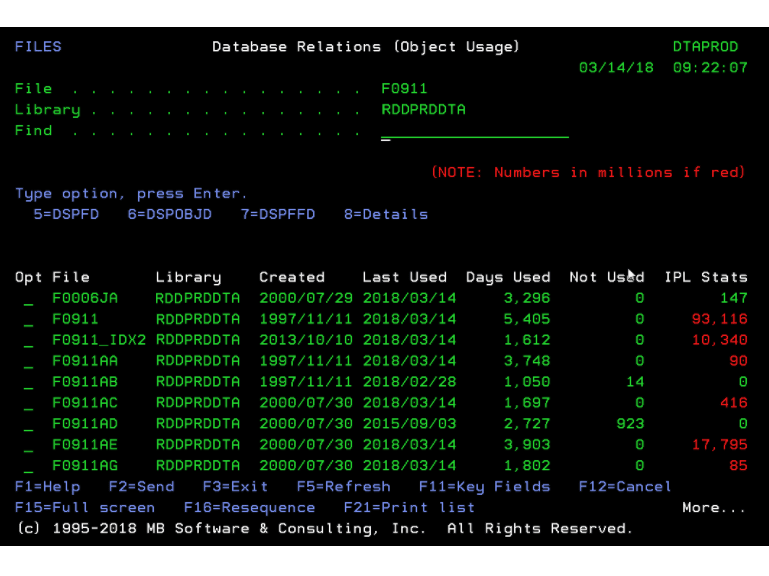 FILES Database Relations (Object Usage) DTAPROD
03/14/18 09:22:07
File . . . . . . . . . . . . . . . . F0911
Library . . . . . . . . . . . . . . . RDDPRDDTA
Find . . . . . . . . . . . . . . . .
(NOTE: Numbers in millions if red)
Type option, press Enter.
5=DSPFD 6=DSPOBJD 7=DSPFFD 8=Details
Opt File Library Created Last Used Days Used Not Used IPL Stats
_ F0006JA RDDPRDDTA 2000/07/29 2018/03/14 3,296 0 147
_ F0911 RDDPRDDTA 1997/11/11 2018/03/14 5,405 0 93,116
_ F0911_IDX2 RDDPRDDTA 2013/10/10 2018/03/14 1,612 0 10,340
_ F0911AA RDDPRDDTA 1997/11/11 2018/03/14 3,748 0 90
_ F0911AB RDDPRDDTA 1997/11/11 2018/02/28 1,050 14 0
_ F0911AC RDDPRDDTA 2000/07/30 2018/03/14 1,697 0 416
_ F0911AD RDDPRDDTA 2000/07/30 2015/09/03 2,727 923 0
_ F0911AE RDDPRDDTA 2000/07/30 2018/03/14 3,903 0 17,795
_ F0911AG RDDPRDDTA 2000/07/30 2018/03/14 1,802 0 85
F1=Help F2=Send F3=Exit F5=Refresh F11=Key Fields F12=Cancel
F15=Full screen F16=Resequence F21=Print list More...
(c) 1995-2018 MB Software & Consulting, Inc. All Rights Reserved.